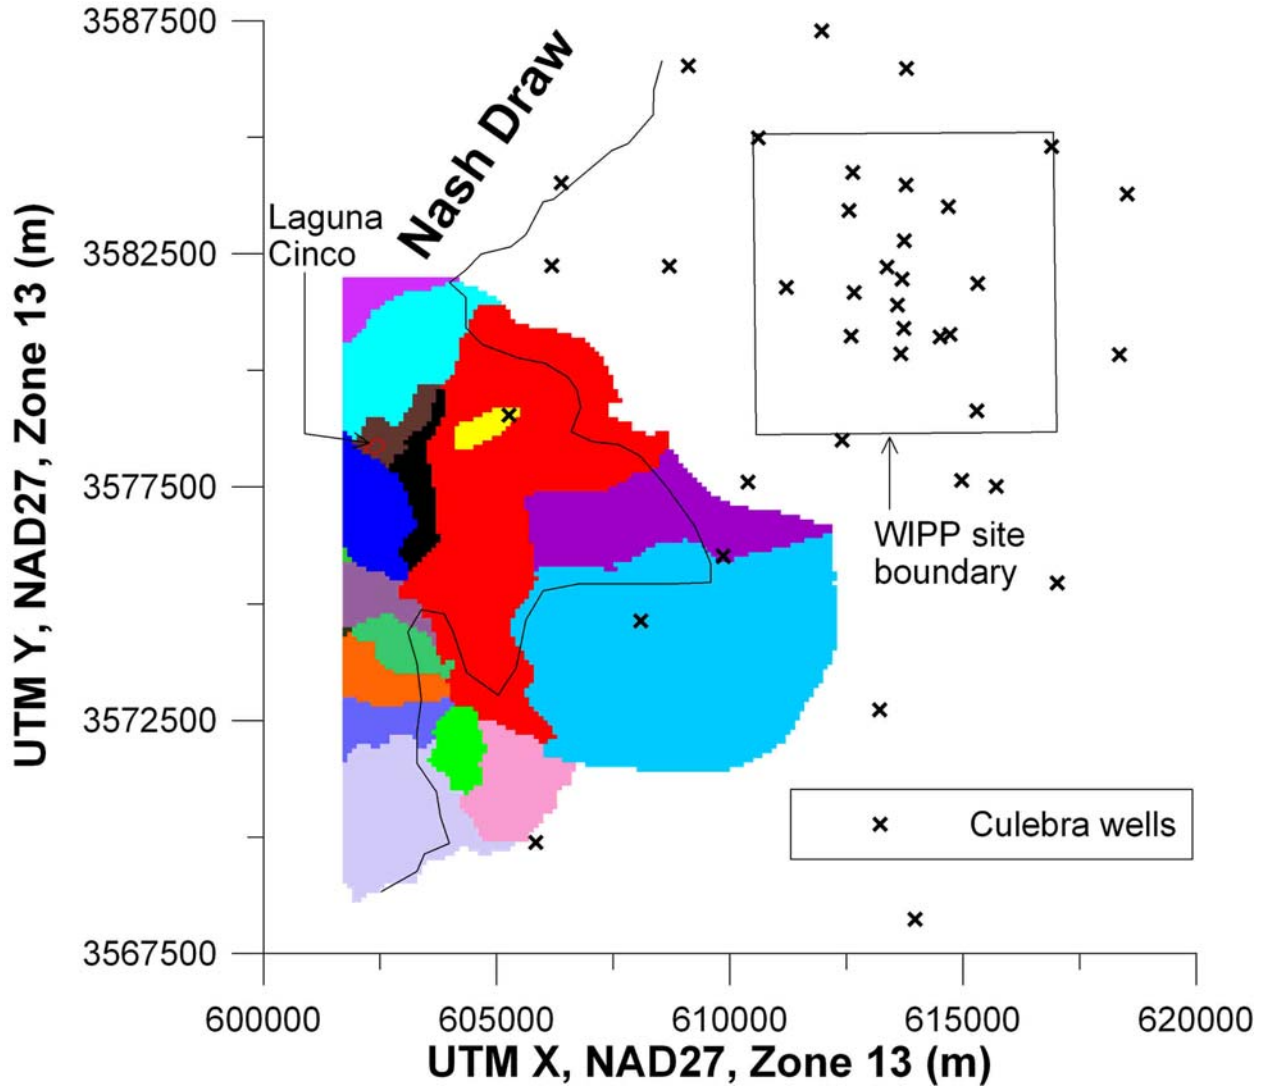 3587500
Nash Draw
Laguna
Cinco
3582500
UTM Y, NAD27, Zone 13 (m)
3577500
WIPP site
boundary
3572500
Culebra wells
3567500
600000 605000 610000 615000 620000
UTM X, NAD27, Zone 13 (m)